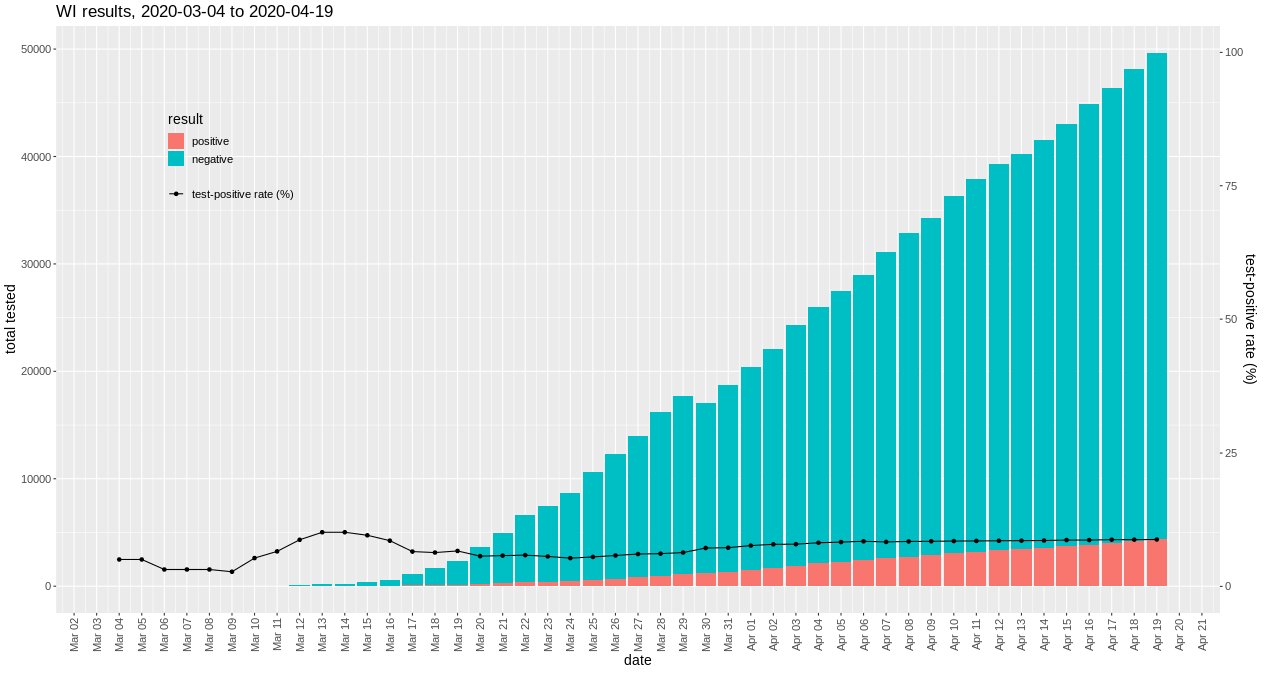 WI results, 2020-03-04 to 2020-04-19
50000
40000
30000
20000
10000
0
total tested
result
positive
negative
test-positive rate (%)
100
75
50
25
0
test-positive rate (%)
Mar 02
Mar 03
Mar 04
Mar 05
Mar 06
Mar 07
Mar 08
Mar 09
Mar 10
Mar 11
Mar 12
Mar 13
Mar 14
Mar 15
Mar 16
Mar 17
Mar 18
Mar 19
Mar 20
Mar 21
Mar 22
Mar 23
Mar 24
Mar 25
Mar 26
Mar 27
Mar 28
Mar 29
Mar 30
Mar 31
Apr 01
Apr 02
Apr 03
Apr 04
Apr 05
Apr 06
Apr 07
Apr 08
Apr 09
Apr 10
Apr 11
Apr 12
Apr 13
Apr 14
Apr 15
Apr 16
Apr 17
Apr 18
Apr 19
Apr 20
Apr 21
date